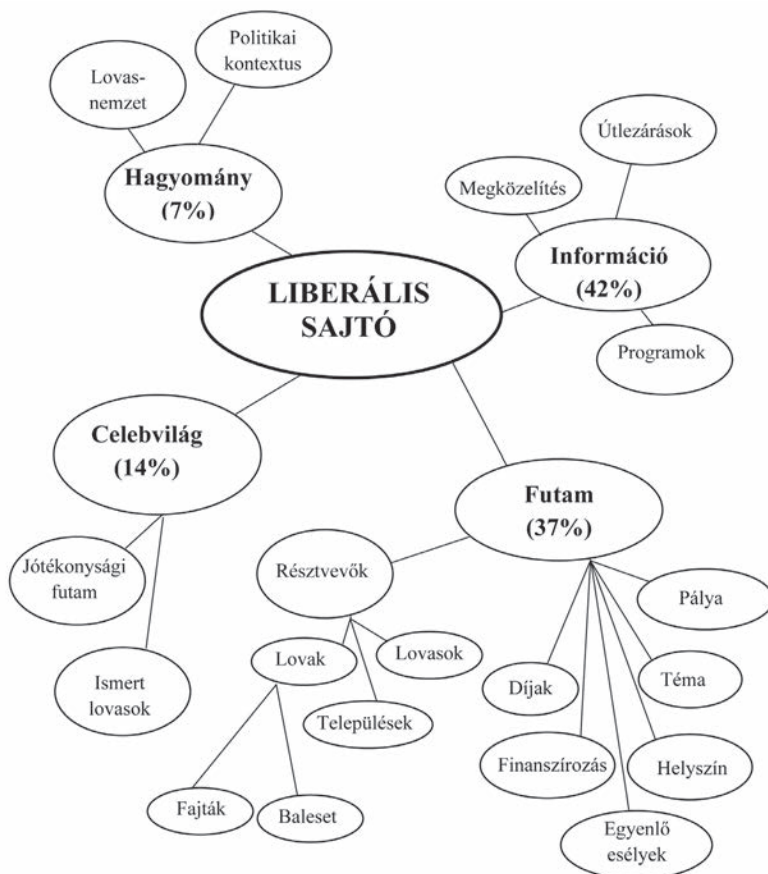 Politikai
kontextus
Lovas-
nemzet
Hagyomány
(7%)
Útlezárások
Megközelítés
Információ
(42%)
Programok
LIBERÁLIS
SAJTÓ
Celebvilág
(14%)
Jótékonysági
futam
Ismert
lovasok
Futam
(37%)
Résztvevők
Lovak
Lovasok
Települések
Fajták
Baleset
Pálya
Téma
Díjak
Finanszírozás
Helyszín
Egyenlő
esélyek